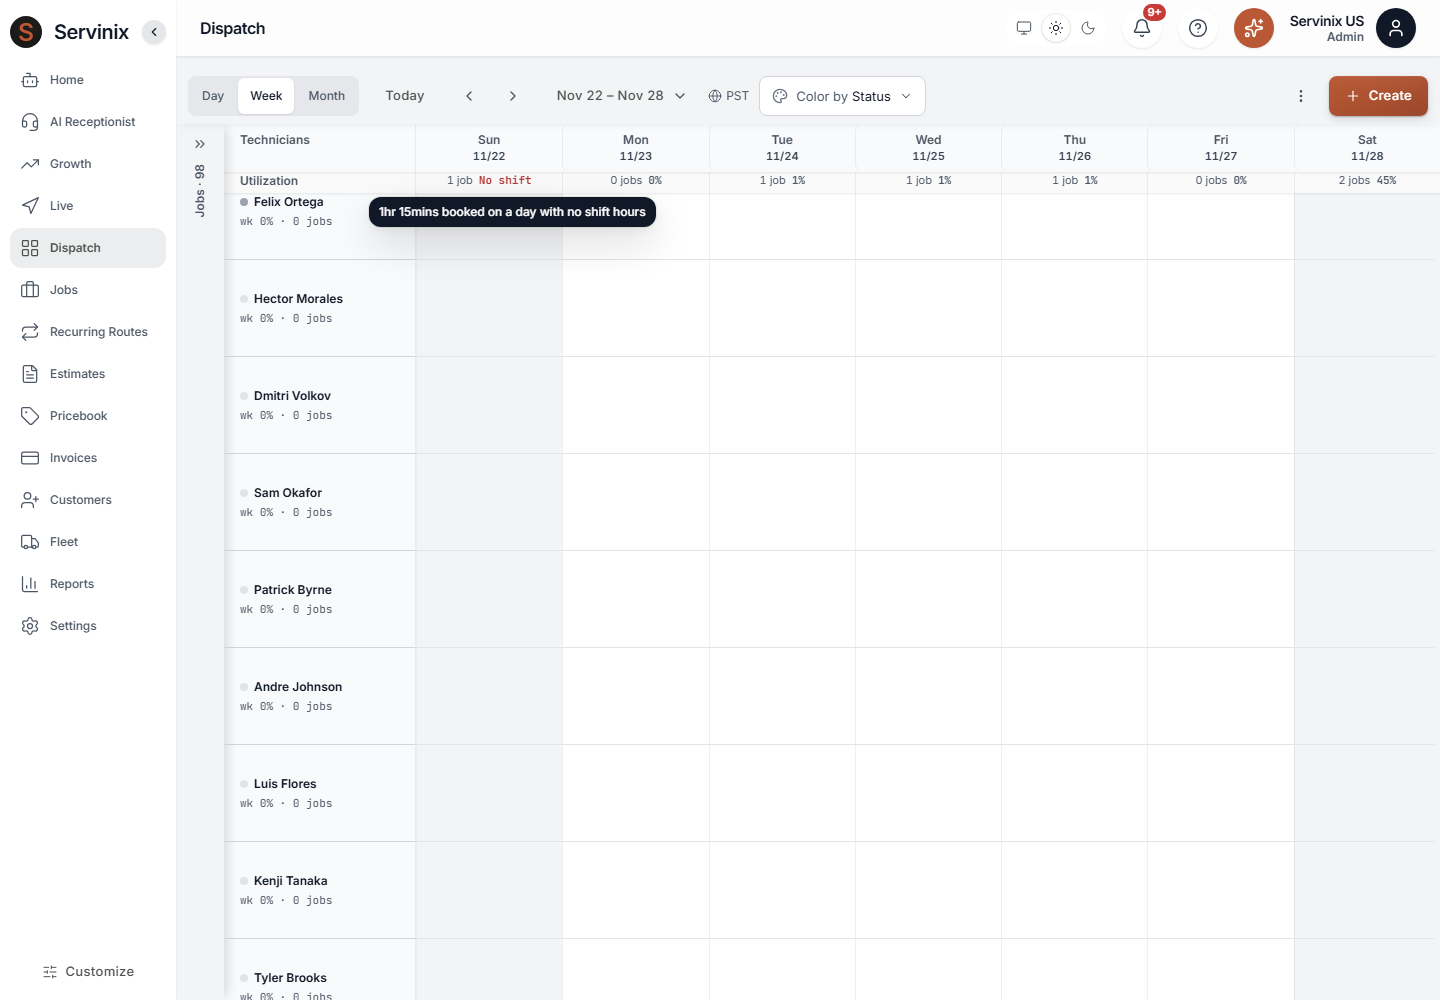 Servinix
Home
AI Receptionist
Growth
Live
Dispatch
Jobs
Recurring Routes
Estimates
Pricebook
Invoices
Customers
Fleet
Reports
Settings
Customize
Dispatch
9+
Servinix US
Admin
Day
Week
Month
Today
Nov 22 – Nov 28
PST
Color by Status
Create
Jobs · 98
Technicians
Sun
11/22
Mon
11/23
Tue
11/24
Wed
11/25
Thu
11/26
Fri
11/27
Sat
11/28
Utilization
1 job No shift
0 jobs 0%
1 job 1%
1 job 1%
1 job 1%
0 jobs 0%
2 jobs 45%
1hr 15mins booked on a day with no shift hours
Felix Ortega
wk 0% · 0 jobs
Hector Morales
wk 0% · 0 jobs
Dmitri Volkov
wk 0% · 0 jobs
Sam Okafor
wk 0% · 0 jobs
Patrick Byrne
wk 0% · 0 jobs
Andre Johnson
wk 0% · 0 jobs
Luis Flores
wk 0% · 0 jobs
Kenji Tanaka
wk 0% · 0 jobs
Tyler Brooks
wk 0% · 0 jobs